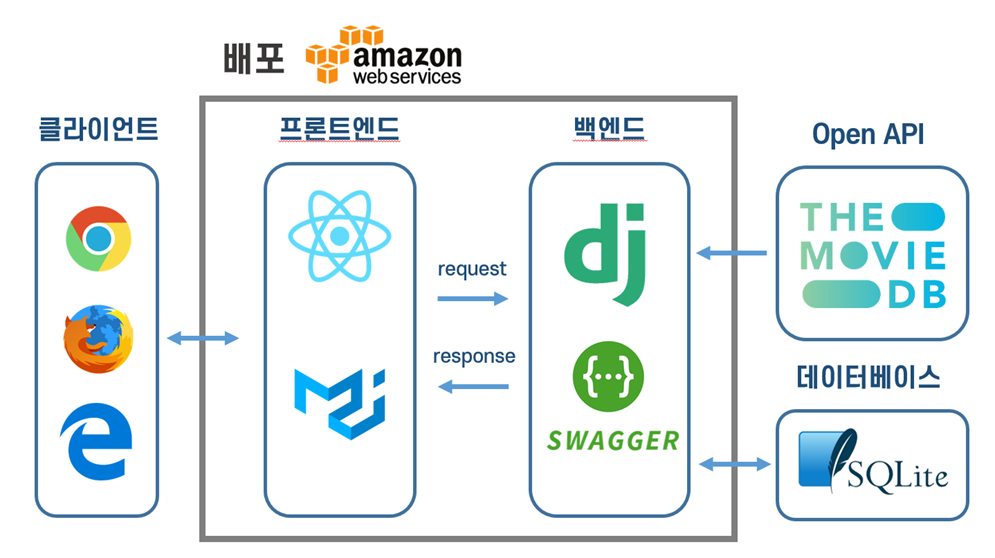 배포
amazon
web services
클라이언트
프론트엔드
백엔드
Open API
dj
THE
MOVIE
DB
request
response
{···}
SWAGGER
데이터베이스
SQLite